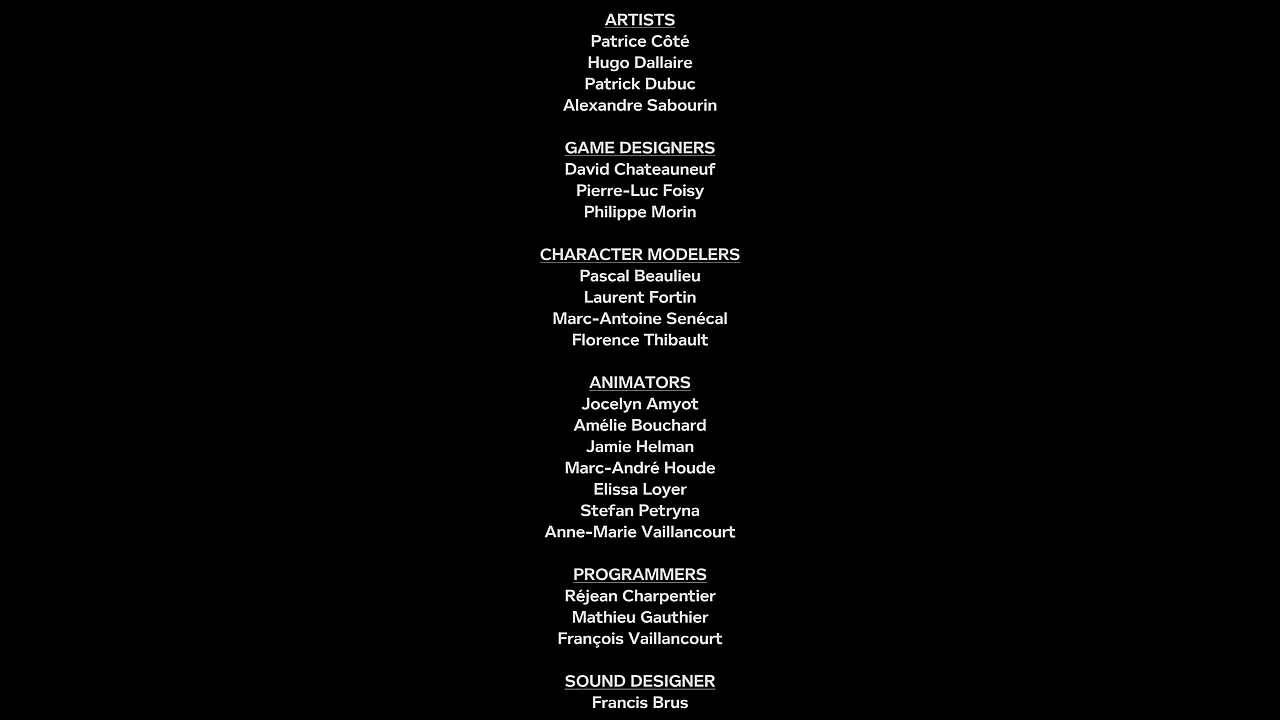 ARTISTS
Patrice Côté
Hugo Dallaire
Patrick Dubuc
Alexandre Sabourin
GAME DESIGNERS
David Chateauneuf
Pierre-Luc Foisy
Philippe Morin
CHARACTER MODELERS
Pascal Beaulieu
Laurent Fortin
Marc-Antoine Senécal
Florence Thibault
ANIMATORS
Jocelyn Amyot
Amélie Bouchard
Jamie Helman
Marc-André Houde
Elissa Loyer
Stefan Petryna
Anne-Marie Vaillancourt
PROGRAMMERS
Réjean Charpentier
Mathieu Gauthier
François Vaillancourt
SOUND DESIGNER
Francis Brus